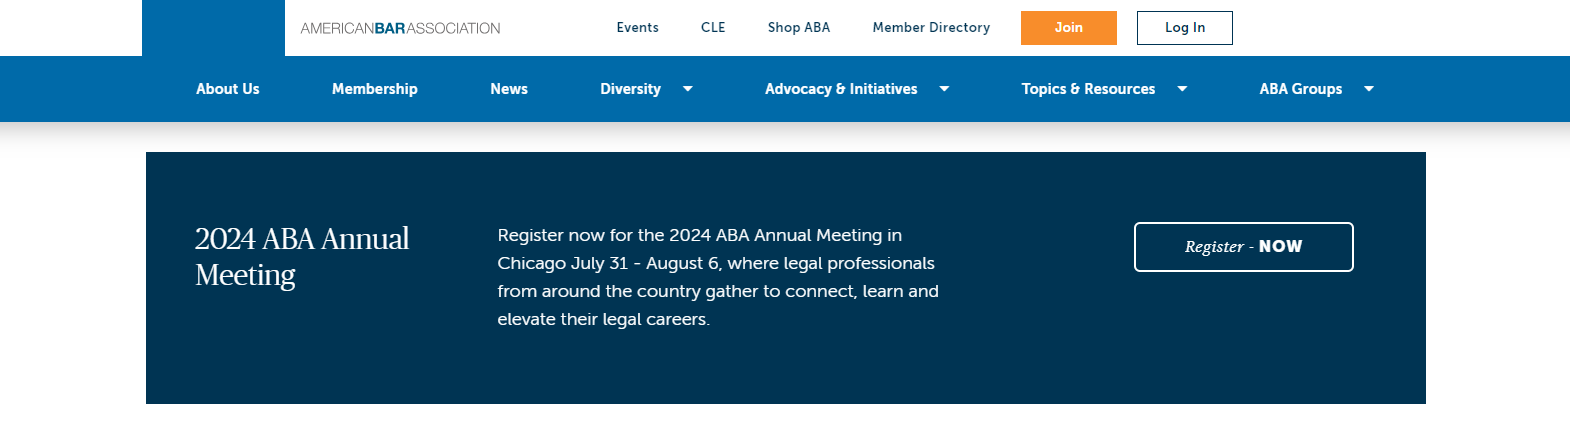 AMERICANBARASSOCIATION
Events CLE Shop ABA Member Directory Join Log In
About Us Membership News Diversity Advocacy & Initiatives Topics & Resources ABA Groups
2024 ABA Annual
Meeting
Register now for the 2024 ABA Annual Meeting in
Chicago July 31 - August 6, where legal professionals
from around the country gather to connect, learn and
elevate their legal careers.
Register - NOW